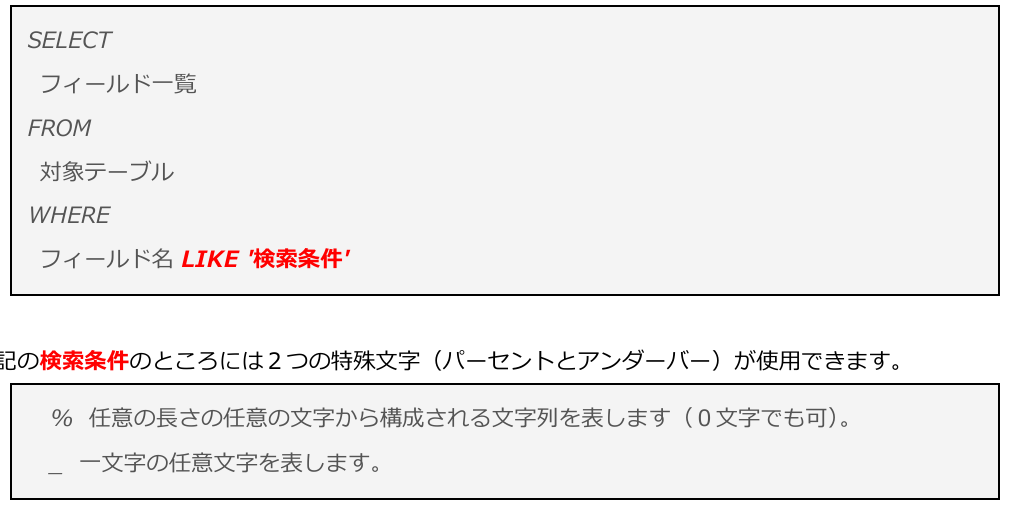 SELECT
フィールド一覧
FROM
対象テーブル
WHERE
フィールド名 LIKE '検索条件'
記の検索条件のところには２つの特殊文字（パーセントとアンダーバー）が使用できます。
% 任意の長さの任意の文字から構成される文字列を表します（０文字でも可）。
_ 一文字の任意文字を表します。